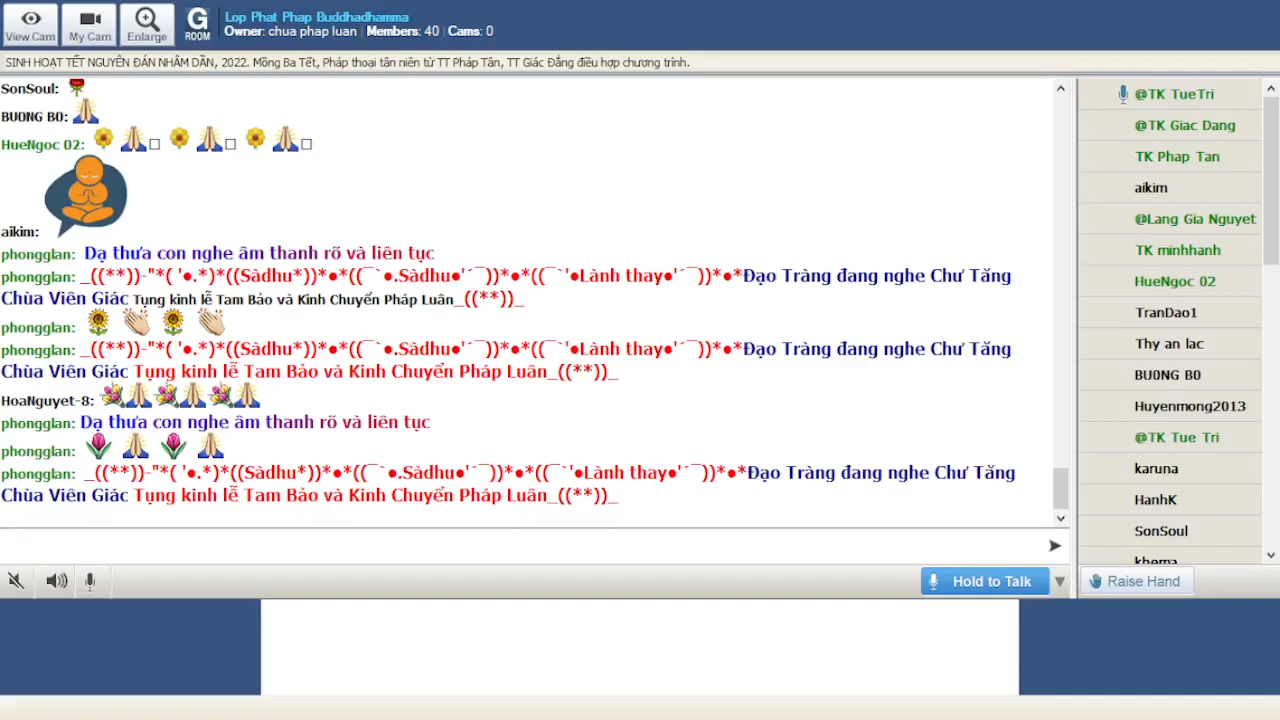 View Cam
My Cam
Enlarge
G
ROOM
Lop Phat Phap Buddhadhamma
Owner: chua phap luan | Members: 40 | Cams: 0
SINH HOẠT TẾT NGUYÊN ĐÁN NHÂM DẦN, 2022. Mồng Ba Tết, Pháp thoại tân niên từ TT Pháp Tân, TT Giác Đẳng điều hợp chương trình.
SonSoul:
BU0NG B0:
HueNgoc 02:
aikim:
phongglan: Dạ thưa con nghe âm thanh rõ và liên tục
phongglan: _((**))-"*( '●.*)*((Sàdhu*))*●*((¯`●.Sàdhu●'´¯))*●*((¯`'●Lành thay●'´¯))*●*Đạo Tràng đang nghe Chư Tăng
Chùa Viên Giác Tụng kinh lễ Tam Bảo và Kinh Chuyển Pháp Luân_((**))_
phongglan:
phongglan: _((**))-"*( '●.*)*((Sàdhu*))*●*((¯`●.Sàdhu●'´¯))*●*((¯`'●Lành thay●'´¯))*●*Đạo Tràng đang nghe Chư Tăng
Chùa Viên Giác Tụng kinh lễ Tam Bảo và Kinh Chuyển Pháp Luân_((**))_
HoaNguyet-8:
phongglan: Dạ thưa con nghe âm thanh rõ và liên tục
phongglan:
phongglan: _((**))-"*( '●.*)*((Sàdhu*))*●*((¯`●.Sàdhu●'´¯))*●*((¯`'●Lành thay●'´¯))*●*Đạo Tràng đang nghe Chư Tăng
Chùa Viên Giác Tụng kinh lễ Tam Bảo và Kinh Chuyển Pháp Luân_((**))_
Hold to Talk
@TK TueTri
@TK Giac Dang
TK Phap Tan
aikim
@Lang Gia Nguyet
TK minhhanh
HueNgoc 02
TranDao1
Thy an lac
BU0NG B0
Huyenmong2013
@TK Tue Tri
karuna
HanhK
SonSoul
khema
Raise Hand